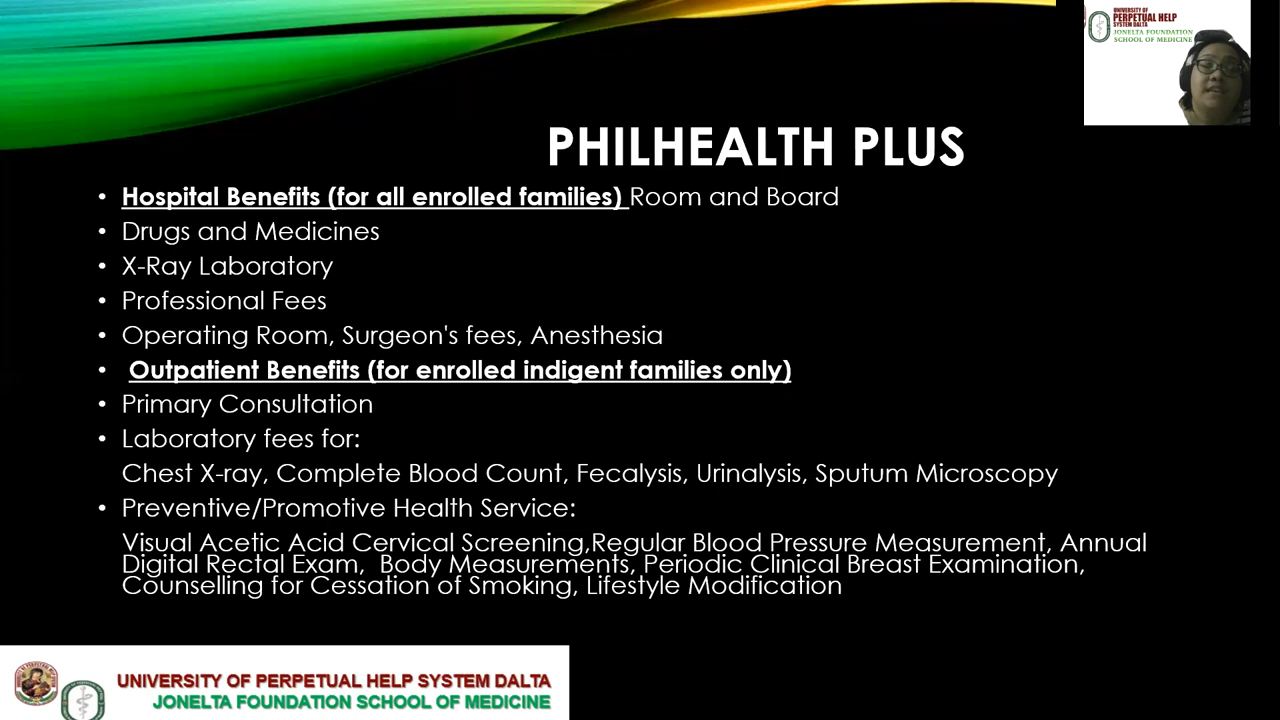 UNIVERSITY OF
PERPETUAL HELP
SYSTEM DALTA
JONELTA FOUNDATION
SCHOOL OF MEDICINE
PHILHEALTH PLUS
• Hospital Benefits (for all enrolled families) Room and Board
• Drugs and Medicines
• X-Ray Laboratory
• Professional Fees
• Operating Room, Surgeon's fees, Anesthesia
• Outpatient Benefits (for enrolled indigent families only)
• Primary Consultation
• Laboratory fees for:
Chest X-ray, Complete Blood Count, Fecalysis, Urinalysis, Sputum Microscopy
• Preventive/Promotive Health Service:
Visual Acetic Acid Cervical Screening,Regular Blood Pressure Measurement, Annual
Digital Rectal Exam,  Body Measurements, Periodic Clinical Breast Examination,
Counselling for Cessation of Smoking, Lifestyle Modification
UNIVERSITY OF PERPETUAL HELP SYSTEM DALTA
JONELTA FOUNDATION SCHOOL OF MEDICINE